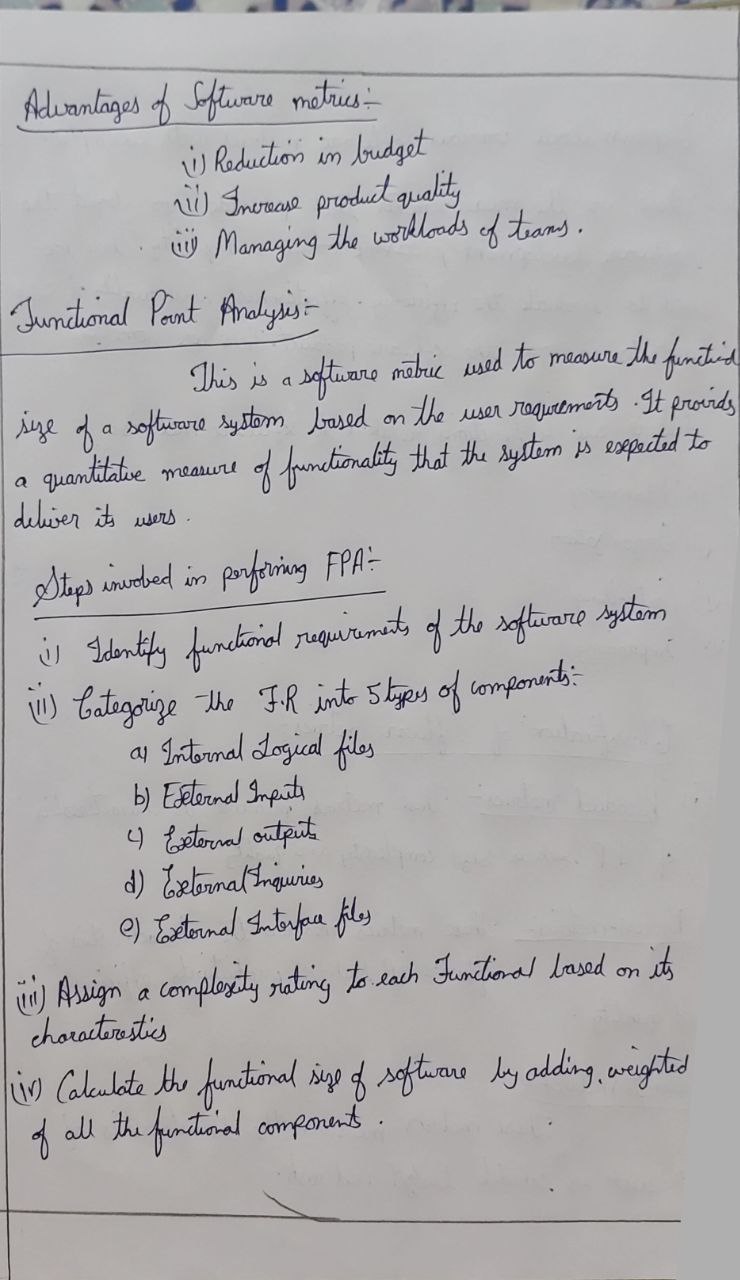 Advantages of Software metrics:-
(i) Reduction in budget
(ii) Increase product quality
(iii) Managing the workloads of teams.
Functional Point Analysis:-
This is a software metric used to measure the functiol
size of a software system based on the user requirements. It provids
a quantitative measure of functionality that the system is expected to
deliver its users.
Steps involved in performing FPA:-
(i) Identify functional requirements of the software system
(ii) Categorize the F.R into 5 types of components:-
a) Internal Logical files
b) External Inputs
c) External outputs
d) External Inquiries
e) External Interface files
(iii) Assign a complexity rating to each Functional based on its
characterestics
(iv) Calculate the functional size of software by adding, weighted
of all the functional components.